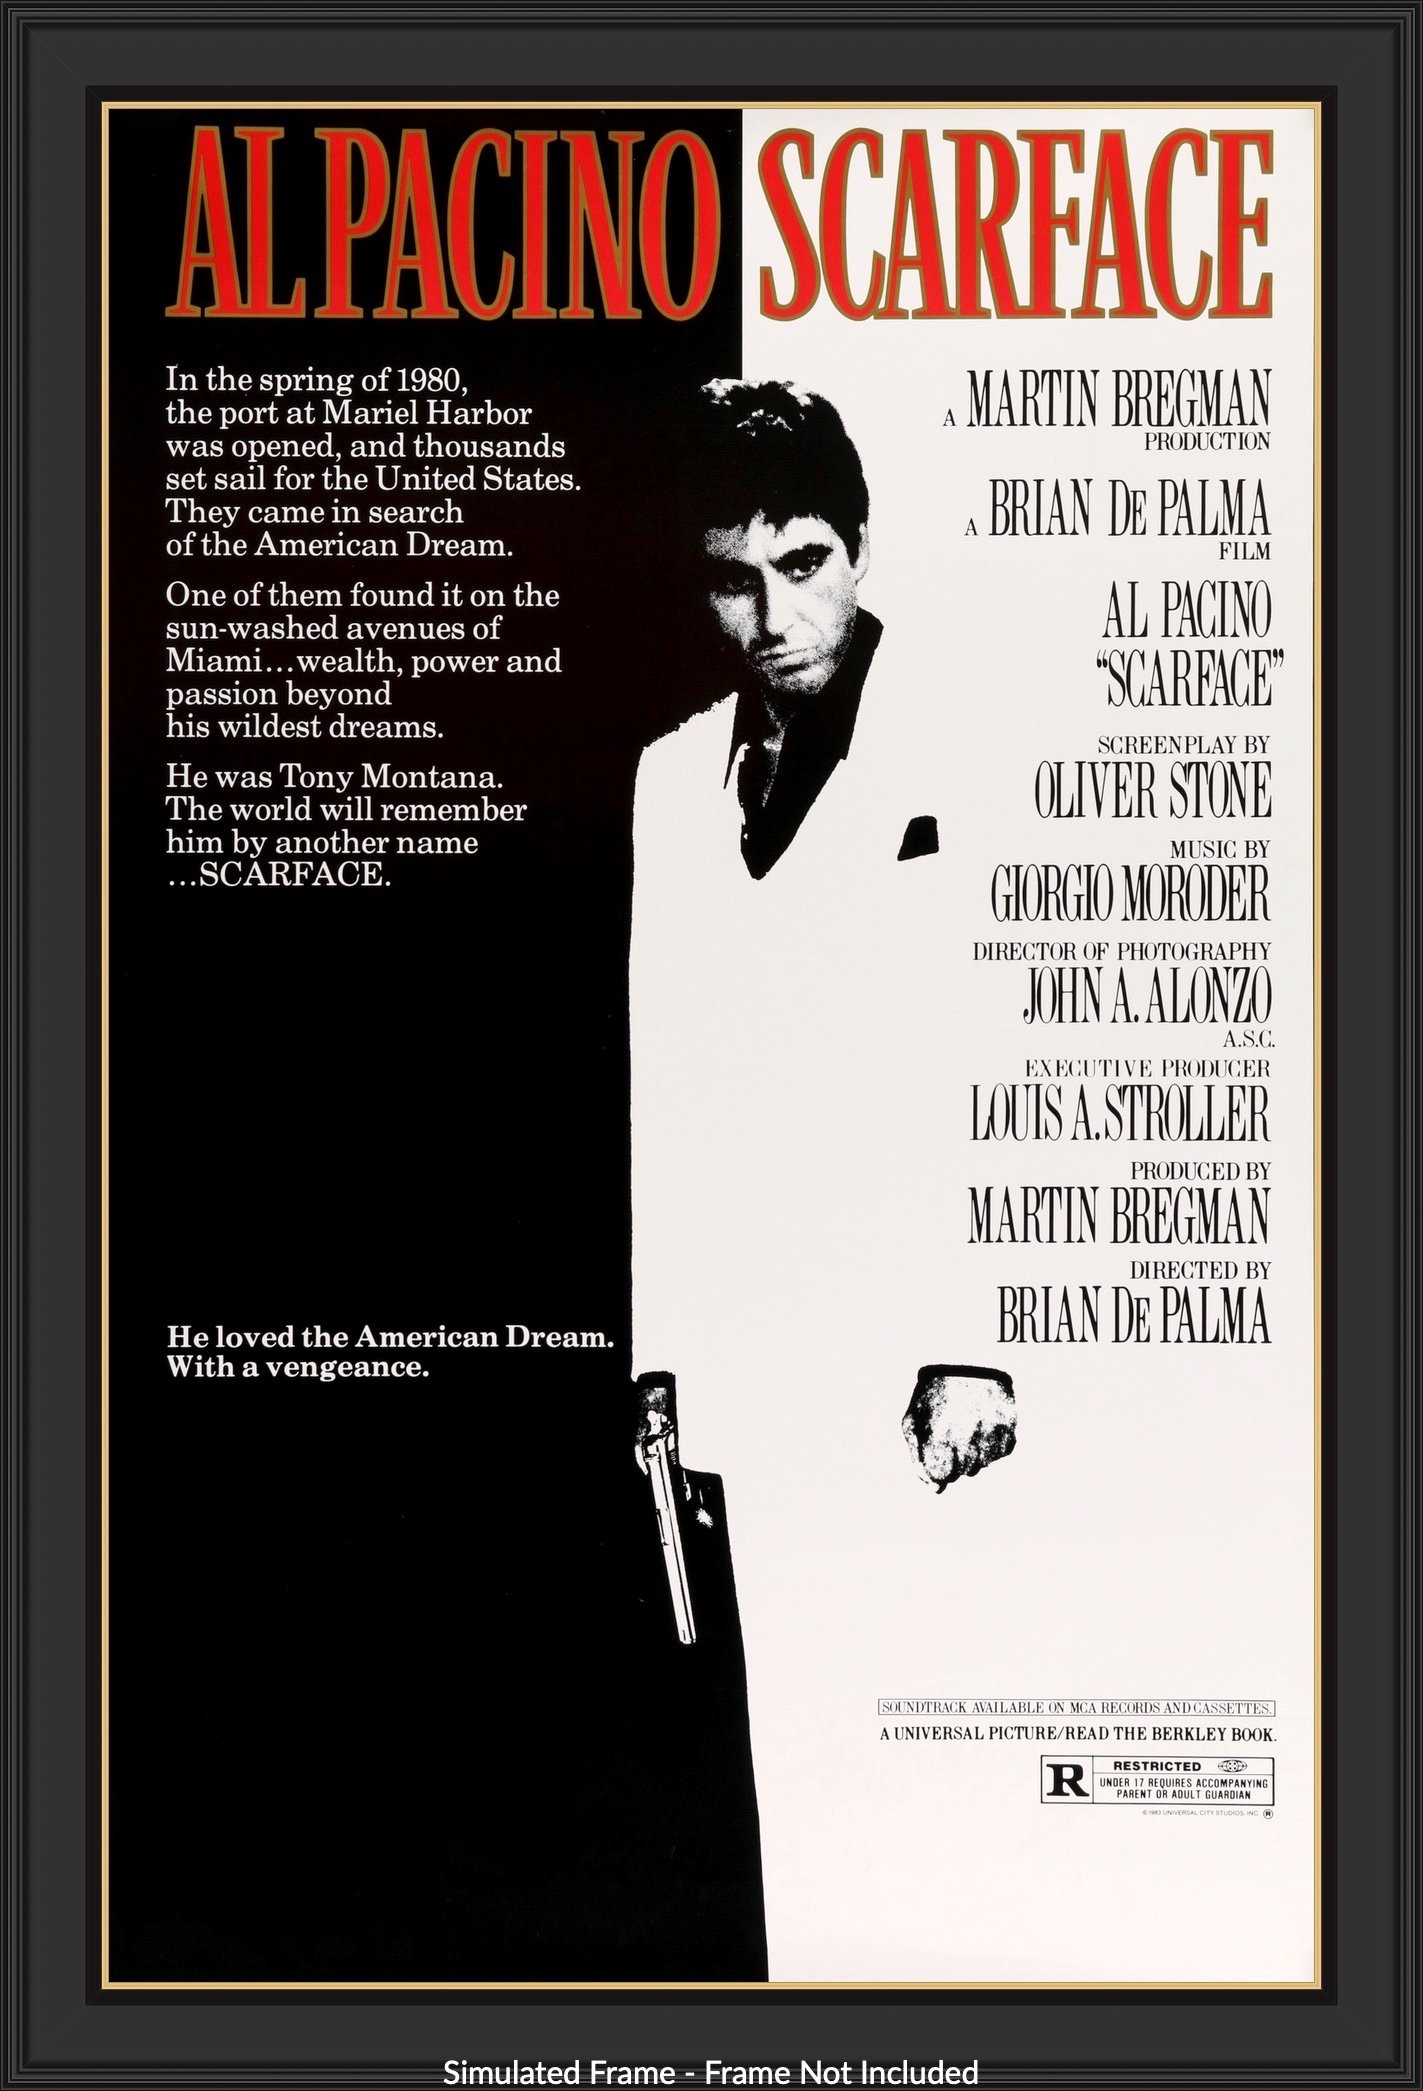 AL PACINO SCARFACE
In the spring of 1980,
the port at Mariel Harbor
was opened, and thousands
set sail for the United States.
They came in search
of the American Dream.
One of them found it on the
sun-washed avenues of
Miami...wealth, power and
passion beyond
his wildest dreams.
He was Tony Montana.
The world will remember
him by another name
...SCARFACE.
He loved the American Dream.
With a vengeance.
A MARTIN BREGMAN
PRODUCTION
A BRIAN DE PALMA
FILM
AL PACINO
“SCARFACE”
SCREENPLAY BY
OLIVER STONE
MUSIC BY
GIORGIO MORODER
DIRECTOR OF PHOTOGRAPHY
JOHN A. ALONZO
A.S.C.
EXECUTIVE PRODUCER
LOUIS A. STROLLER
PRODUCED BY
MARTIN BREGMAN
DIRECTED BY
BRIAN DE PALMA
SOUNDTRACK AVAILABLE ON MCA RECORDS AND CASSETTES.
A UNIVERSAL PICTURE/READ THE BERKLEY BOOK.
R RESTRICTED
UNDER 17 REQUIRES ACCOMPANYING
PARENT OR ADULT GUARDIAN
© 1983 UNIVERSAL CITY STUDIOS, INC. ®
Simulated Frame - Frame Not Included